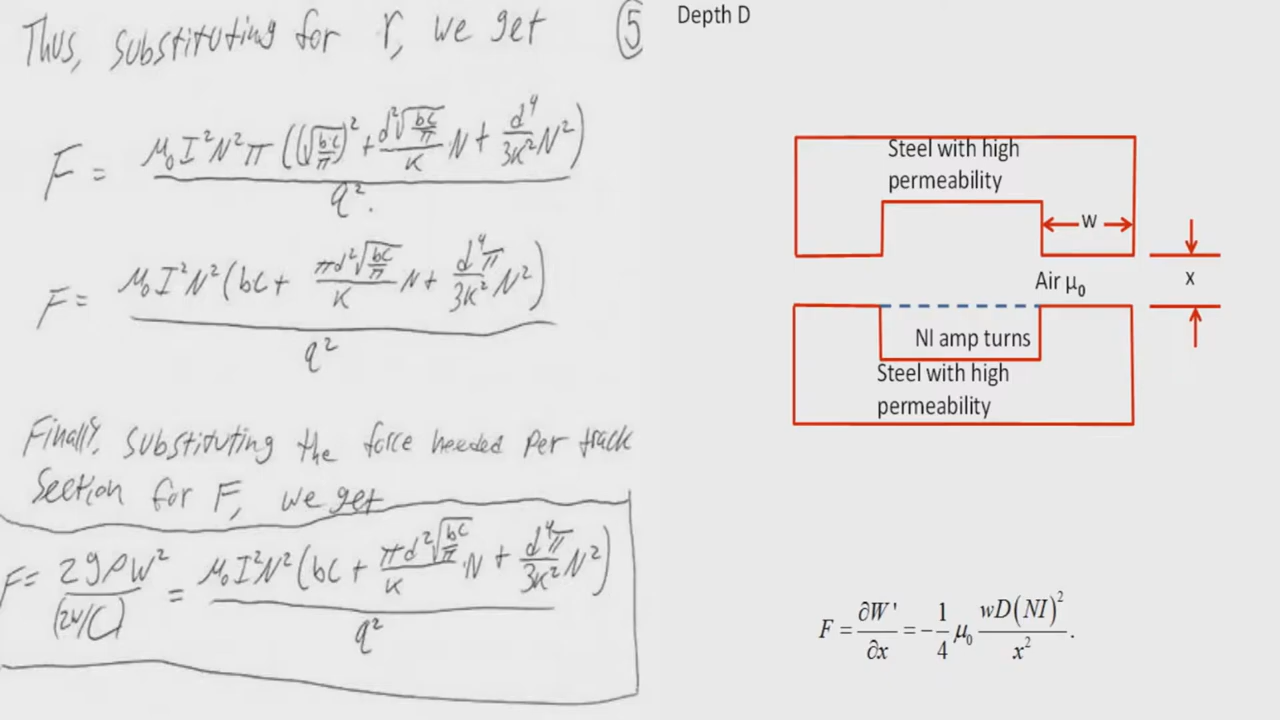 Thus, substituting for r, we get ⑤
F = μ₀I²N²π((√(bc/π))² + d²√(bc/π)/K N + d⁴/3K² N²) / q².
F = μ₀I²N²(bc + πd²√(bc/π)/K N + d⁴π/3K² N²) / q²
Finally, substituting the force needed per track
section for F, we get
F = 2gρW²/(2W/C) = μ₀I²N²(bc + πd²√(bc/π)/K · N + d⁴π/3K² N²) / q²
Depth D
Steel with high
permeability
w
Air μ₀
x
NI amp turns
Steel with high
permeability
F = ∂W'/∂x = −1/4 μ₀ wD(NI)²/x².